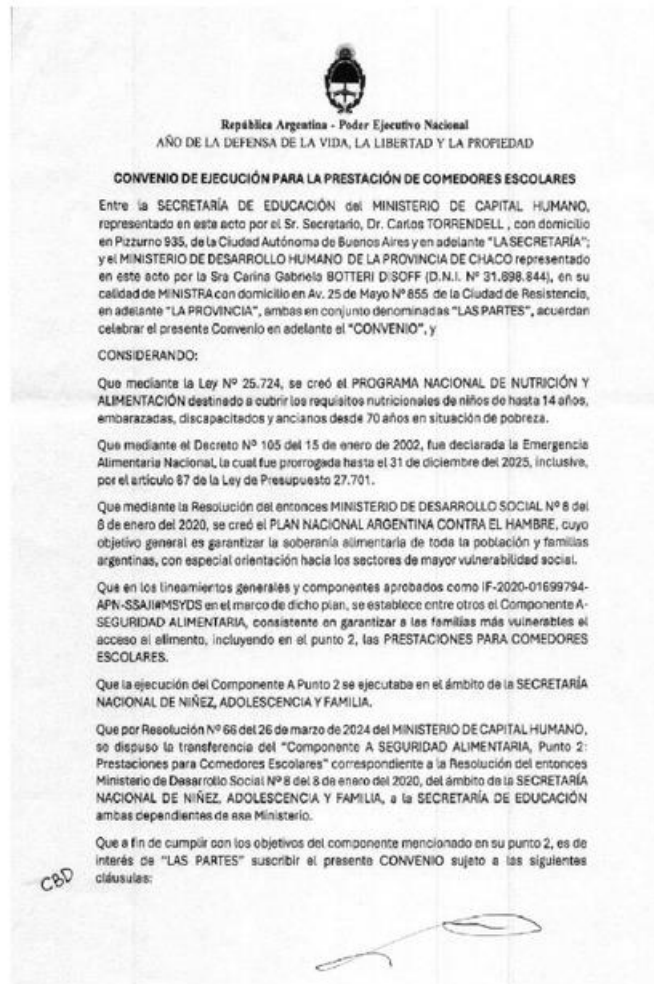 República Argentina - Poder Ejecutivo Nacional
AÑO DE LA DEFENSA DE LA VIDA, LA LIBERTAD Y LA PROPIEDAD
CONVENIO DE EJECUCIÓN PARA LA PRESTACIÓN DE COMEDORES ESCOLARES
Entre la SECRETARÍA DE EDUCACIÓN del MINISTERIO DE CAPITAL HUMANO,
representado en este acto por el Sr. Secretario, Dr. Carlos TORRENDELL , con domicilio
en Pizzurno 935, de la Ciudad Autónoma de Buenos Aires y en adelante "LA SECRETARÍA";
y el MINISTERIO DE DESARROLLO HUMANO DE LA PROVINCIA DE CHACO representado
en este acto por la Sra Carina Gabriela BOTTERI DISOFF (D.N.I. Nº 31.698.844), en su
calidad de MINISTRA con domicilio en Av. 25 de Mayo Nº 855 de la Ciudad de Resistencia,
en adelante "LA PROVINCIA", ambas en conjunto denominadas "LAS PARTES", acuerdan
celebrar el presente Convenio en adelante el "CONVENIO", y
CONSIDERANDO:
Que mediante la Ley Nº 25.724, se creó el PROGRAMA NACIONAL DE NUTRICIÓN Y
ALIMENTACIÓN destinado a cubrir los requisitos nutricionales de niños de hasta 14 años,
embarazadas, discapacitados y ancianos desde 70 años en situación de pobreza.
Que mediante el Decreto Nº 105 del 15 de enero de 2002, fue declarada la Emergencia
Alimentaria Nacional, la cual fue prorrogada hasta el 31 de diciembre del 2025, inclusive,
por el artículo 87 de la Ley de Presupuesto 27.701.
Que mediante la Resolución del entonces MINISTERIO DE DESARROLLO SOCIAL Nº 8 del
8 de enero del 2020, se creó el PLAN NACIONAL ARGENTINA CONTRA EL HAMBRE, cuyo
objetivo general es garantizar la soberanía alimentaria de toda la población y familias
argentinas, con especial orientación hacia los sectores de mayor vulnerabilidad social.
Que en los lineamientos generales y componentes aprobados como IF-2020-01699794-
APN-SSAJI#MSYDS en el marco de dicho plan, se establece entre otros el Componente A-
SEGURIDAD ALIMENTARIA, consistente en garantizar a las familias más vulnerables el
acceso al alimento, incluyendo en el punto 2, las PRESTACIONES PARA COMEDORES
ESCOLARES.
Que la ejecución del Componente A Punto 2 se ejecutaba en el ámbito de la SECRETARÍA
NACIONAL DE NIÑEZ, ADOLESCENCIA Y FAMILIA.
Que por Resolución Nº 66 del 26 de marzo de 2024 del MINISTERIO DE CAPITAL HUMANO,
se dispuso la transferencia del "Componente A SEGURIDAD ALIMENTARIA, Punto 2:
Prestaciones para Comedores Escolares" correspondiente a la Resolución del entonces
Ministerio de Desarrollo Social Nº 8 del 8 de enero del 2020, del ámbito de la SECRETARÍA
NACIONAL DE NIÑEZ, ADOLESCENCIA Y FAMILIA, a la SECRETARÍA DE EDUCACIÓN
ambas dependientes de ese Ministerio.
Que a fin de cumplir con los objetivos del componente mencionado en su punto 2, es de
interés de "LAS PARTES" suscribir el presente CONVENIO sujeto a las siguientes
cláusulas:
CBD